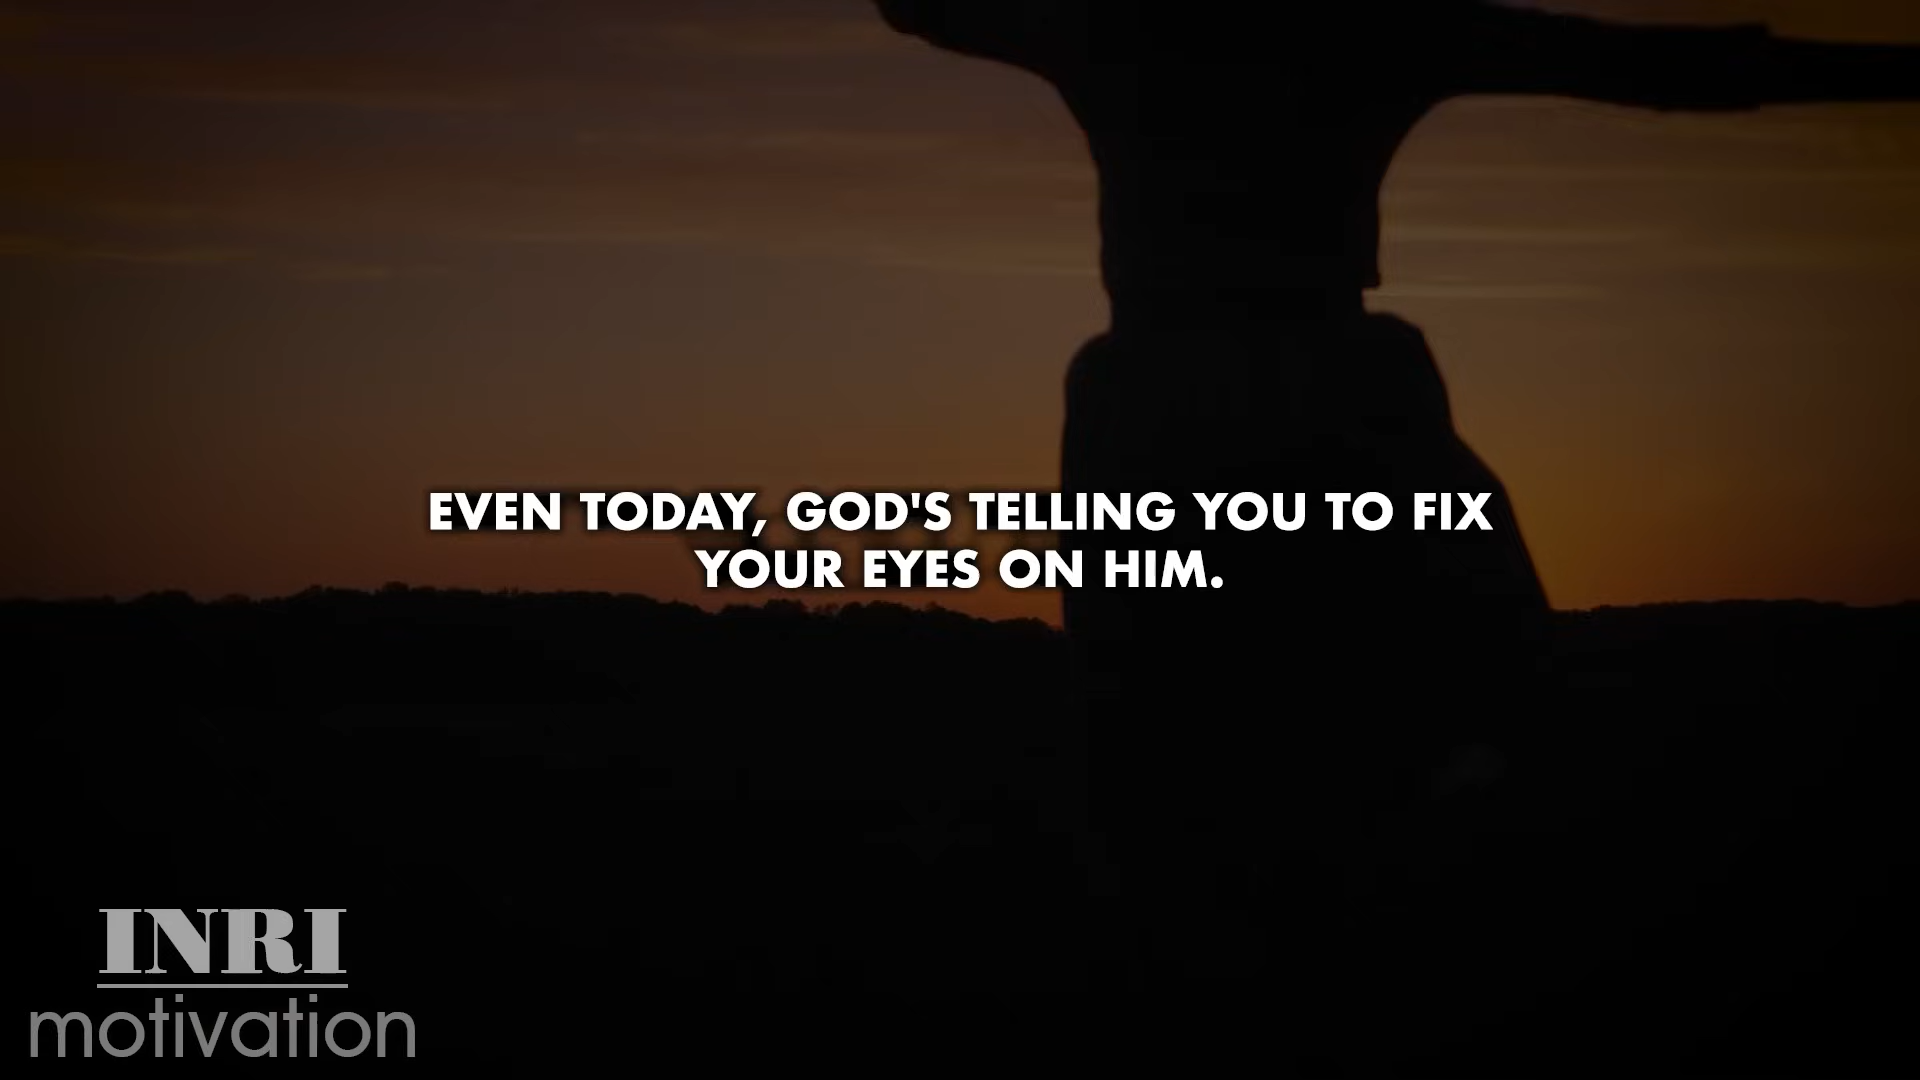 EVEN TODAY, GOD'S TELLING YOU TO FIX
YOUR EYES ON HIM.
INRI
motivation